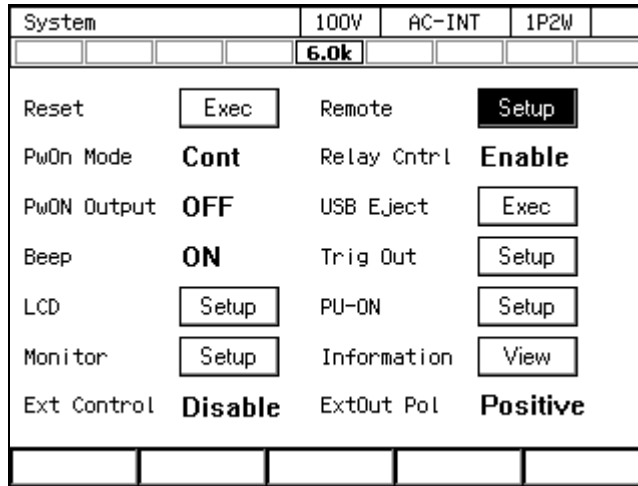 System 100V AC-INT 1P2W
6.0k
Reset Exec Remote Setup
PwOn Mode Cont Relay Cntrl Enable
PwON Output OFF USB Eject Exec
Beep ON Trig Out Setup
LCD Setup PU-ON Setup
Monitor Setup Information View
Ext Control Disable ExtOut Pol Positive